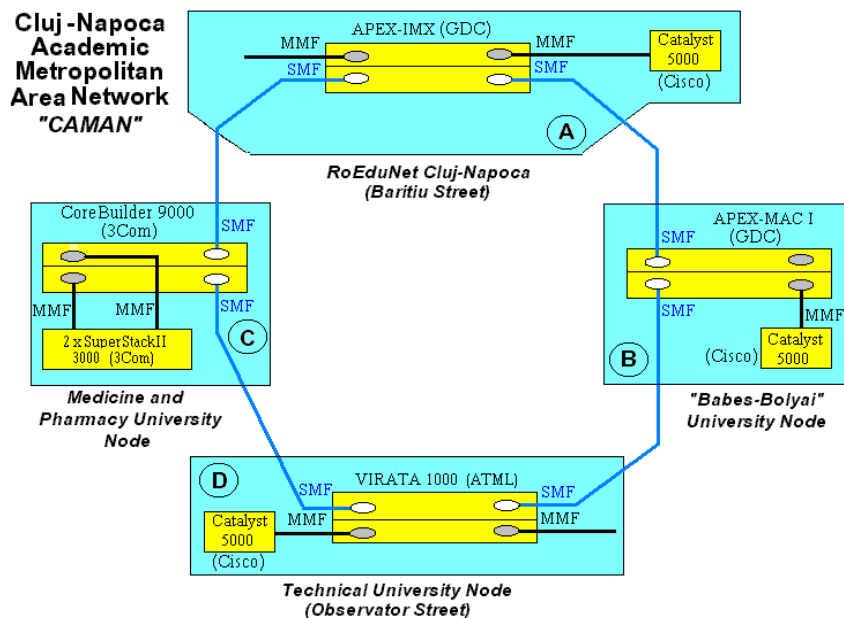 Cluj -Napoca
Academic
Metropolitan
Area Network
"CAMAN"
APEX-IMX (GDC)
MMF
MMF
SMF
SMF
Catalyst
5000
(Cisco)
A
RoEduNet Cluj-Napoca
(Baritiu Street)
CoreBuilder 9000
(3Com)
SMF
SMF
MMF
MMF
2 x SuperStackII
3000 (3Com)
C
Medicine and
Pharmacy University
Node
APEX-MAC I
(GDC)
SMF
SMF
MMF
(Cisco)
Catalyst
5000
B
"Babes-Bolyai"
University Node
D
VIRATA 1000 (ATML)
SMF
SMF
MMF
MMF
Catalyst
5000
(Cisco)
Technical University Node
(Observator Street)